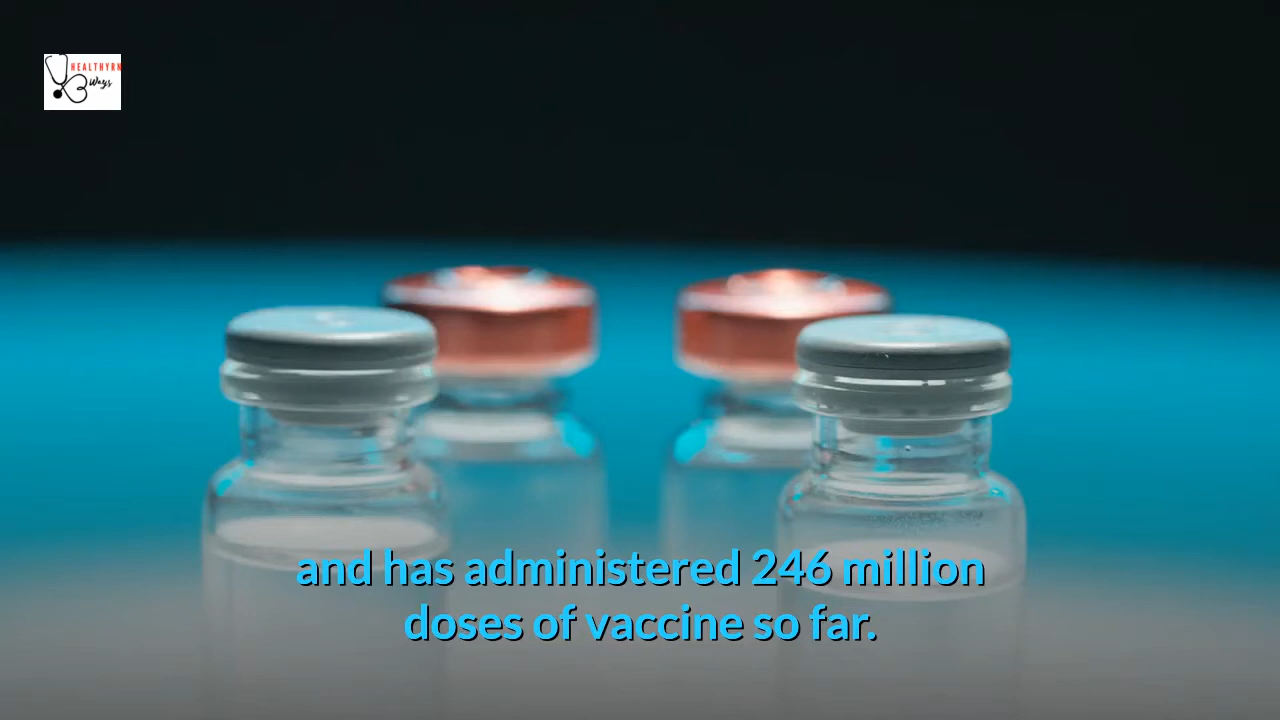 HEALTHYRN
Ways
and has administered 246 million
doses of vaccine so far.